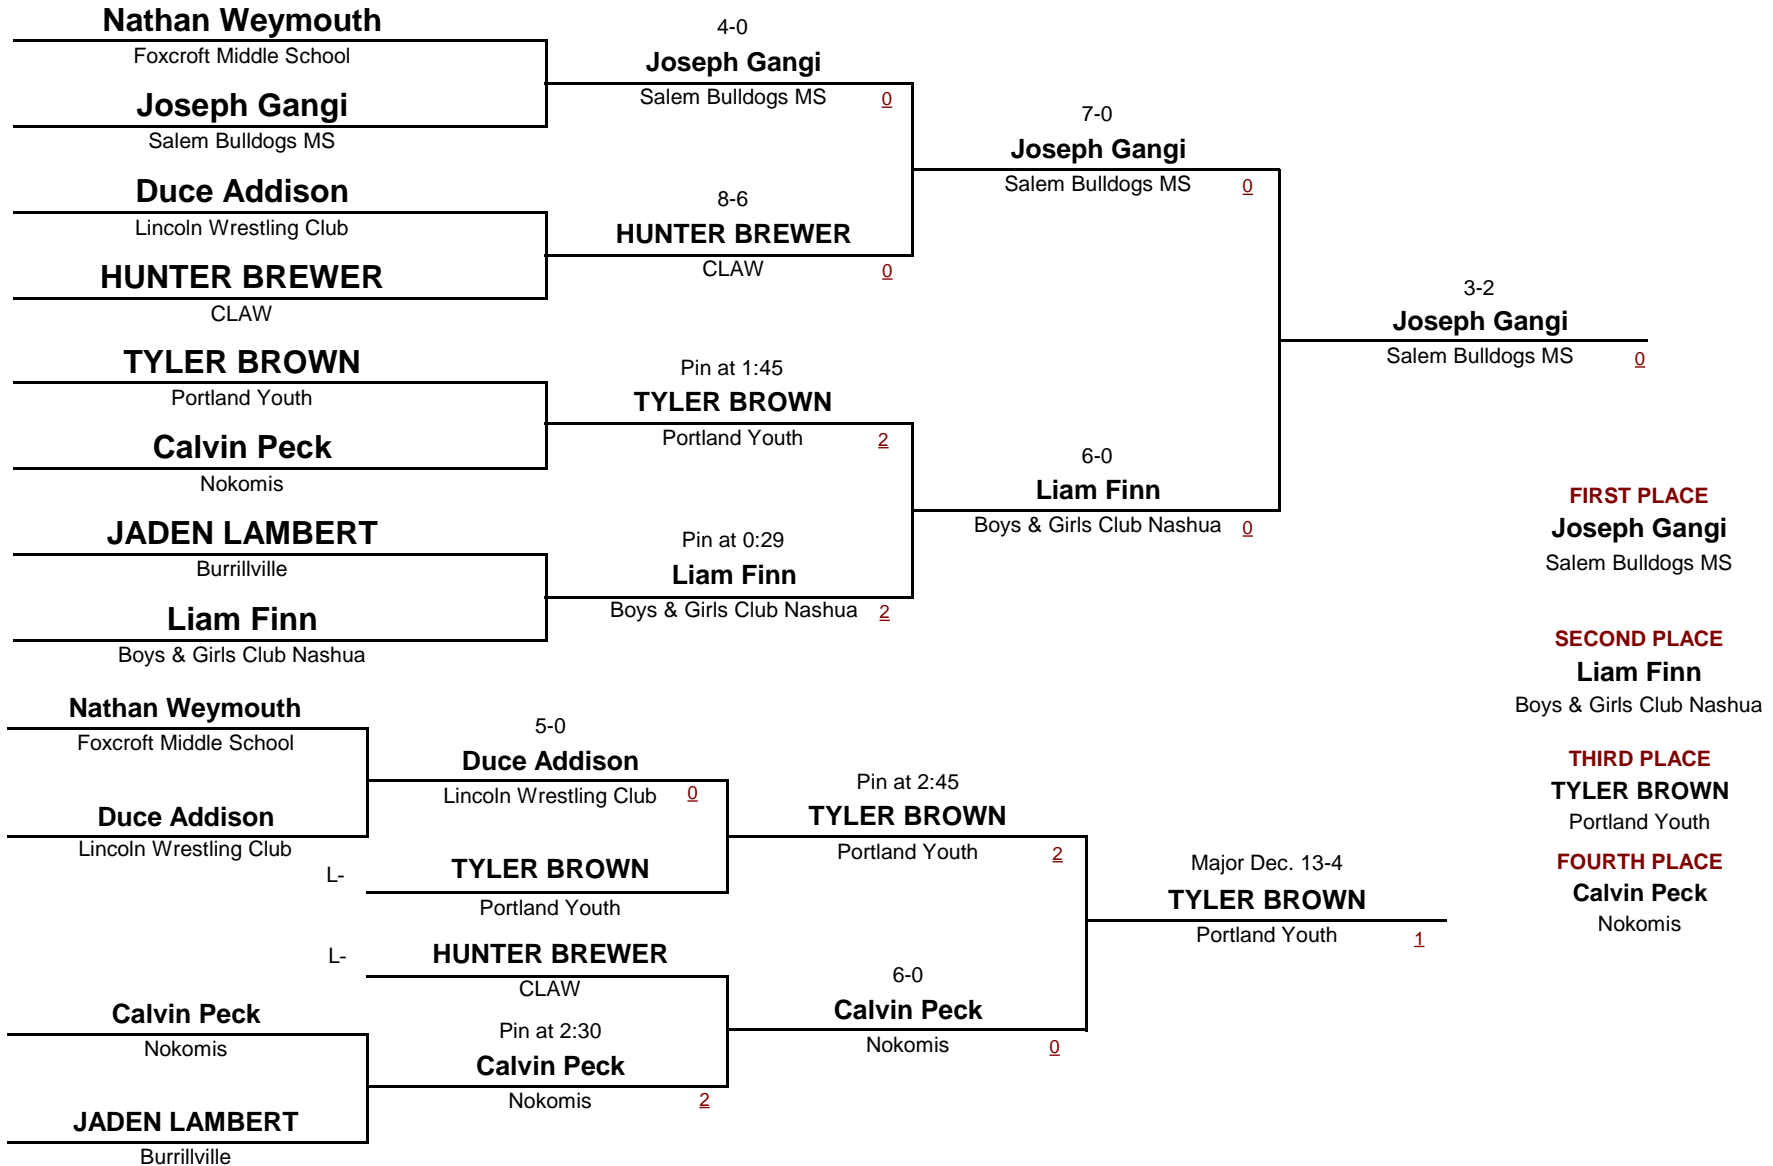 Nathan Weymouth
Foxcroft Middle School
Joseph Gangi
Salem Bulldogs MS
Duce Addison
Lincoln Wrestling Club
HUNTER BREWER
CLAW
TYLER BROWN
Portland Youth
Calvin Peck
Nokomis
JADEN LAMBERT
Burrillville
Liam Finn
Boys & Girls Club Nashua
4-0
Joseph Gangi
Salem Bulldogs MS 0
8-6
HUNTER BREWER
CLAW 0
Pin at 1:45
TYLER BROWN
Portland Youth 2
Pin at 0:29
Liam Finn
Boys & Girls Club Nashua 2
7-0
Joseph Gangi
Salem Bulldogs MS 0
6-0
Liam Finn
Boys & Girls Club Nashua 0
3-2
Joseph Gangi
Salem Bulldogs MS 0
Nathan Weymouth
Foxcroft Middle School
Duce Addison
Lincoln Wrestling Club
Calvin Peck
Nokomis
JADEN LAMBERT
Burrillville
5-0
Duce Addison
Lincoln Wrestling Club 0
L- TYLER BROWN
Portland Youth
L- HUNTER BREWER
CLAW
Pin at 2:30
Calvin Peck
Nokomis 2
Pin at 2:45
TYLER BROWN
Portland Youth 2
6-0
Calvin Peck
Nokomis 0
Major Dec. 13-4
TYLER BROWN
Portland Youth 1
FIRST PLACE
Joseph Gangi
Salem Bulldogs MS
SECOND PLACE
Liam Finn
Boys & Girls Club Nashua
THIRD PLACE
TYLER BROWN
Portland Youth
FOURTH PLACE
Calvin Peck
Nokomis